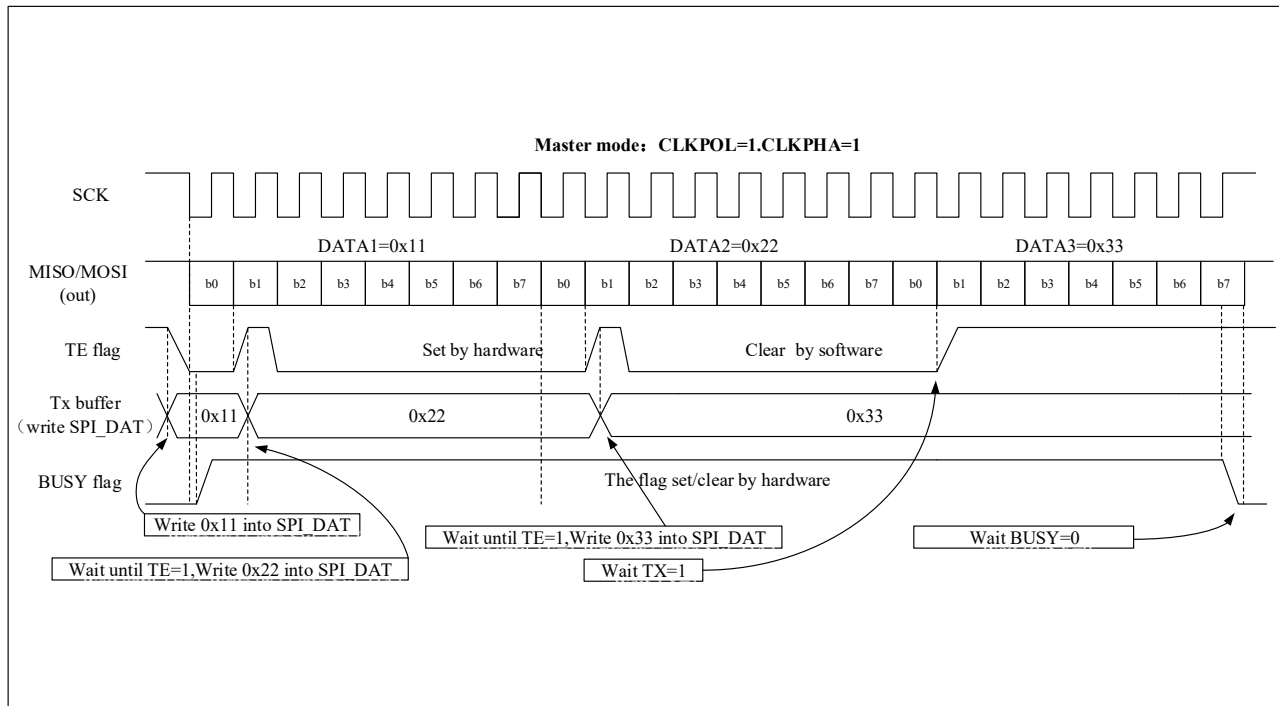 Master mode：CLKPOL=1.CLKPHA=1
SCK
DATA1=0x11 DATA2=0x22 DATA3=0x33
MISO/MOSI
(out)
b0 b1 b2 b3 b4 b5 b6 b7 b0 b1 b2 b3 b4 b5 b6 b7 b0 b1 b2 b3 b4 b5 b6 b7
TE flag Set by hardware Clear by software
Tx buffer
（write SPI_DAT） 0x11 0x22 0x33
BUSY flag The flag set/clear by hardware
Write 0x11 into SPI_DAT
Wait until TE=1,Write 0x33 into SPI_DAT
Wait BUSY=0
Wait until TE=1,Write 0x22 into SPI_DAT
Wait TX=1